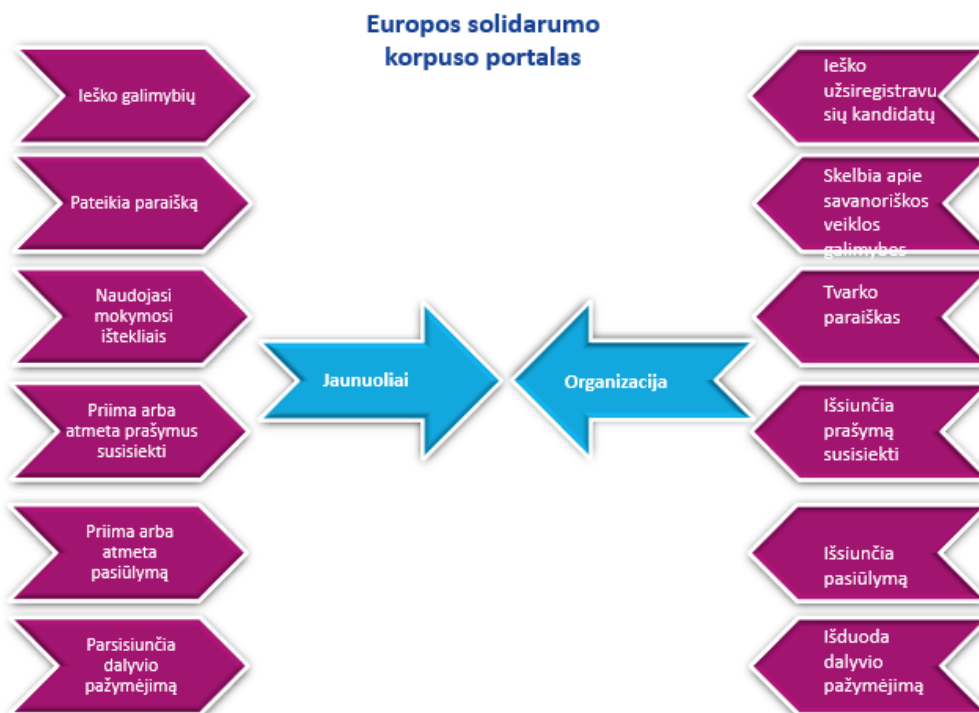 Europos solidarumo
korpuso portalas
Ieško galimybių
Pateikia paraišką
Naudojasi
mokymosi
ištekliais
Priima arba
atmeta prašymus
susisiekti
Priima arba
atmeta
pasiūlymą
Parsisiunčia
dalyvio
pažymėjimą
Jaunuoliai
Organizacija
Ieško
užsiregistravu
sių kandidatų
Skelbia apie
savanoriškos
veiklos
galimybes
Tvarko
paraiškas
Išsiunčia
prašymą
susisiekti
Išsiunčia
pasiūlymą
Išduoda
dalyvio
pažymėjimą